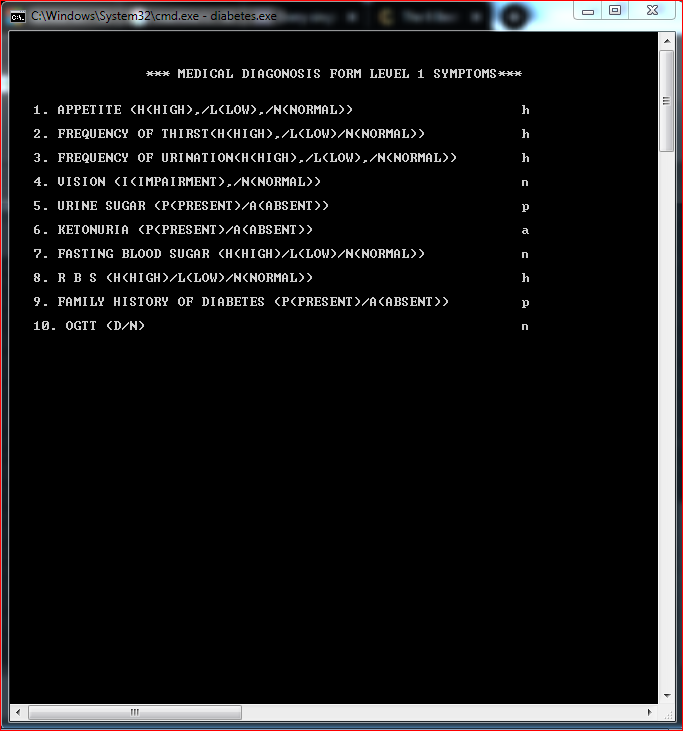 C:\Windows\System32\cmd.exe - diabetes.exe
*** MEDICAL DIAGONOSIS FORM LEVEL 1 SYMPTOMS***
1. APPETITE (H(HIGH),/L(LOW),/N(NORMAL)) h
2. FREQUENCY OF THIRST(H(HIGH),/L(LOW)/N(NORMAL)) h
3. FREQUENCY OF URINATION(H(HIGH),/L(LOW),/N(NORMAL)) h
4. VISION (I(IMPAIRMENT),/N(NORMAL)) n
5. URINE SUGAR (P(PRESENT)/A(ABSENT)) p
6. KETONURIA (P(PRESENT)/A(ABSENT)) a
7. FASTING BLOOD SUGAR (H(HIGH)/L(LOW)/N(NORMAL)) n
8. R B S (H(HIGH)/L(LOW)/N(NORMAL)) h
9. FAMILY HISTORY OF DIABETES (P(PRESENT)/A(ABSENT)) p
10. OGTT (D/N) n